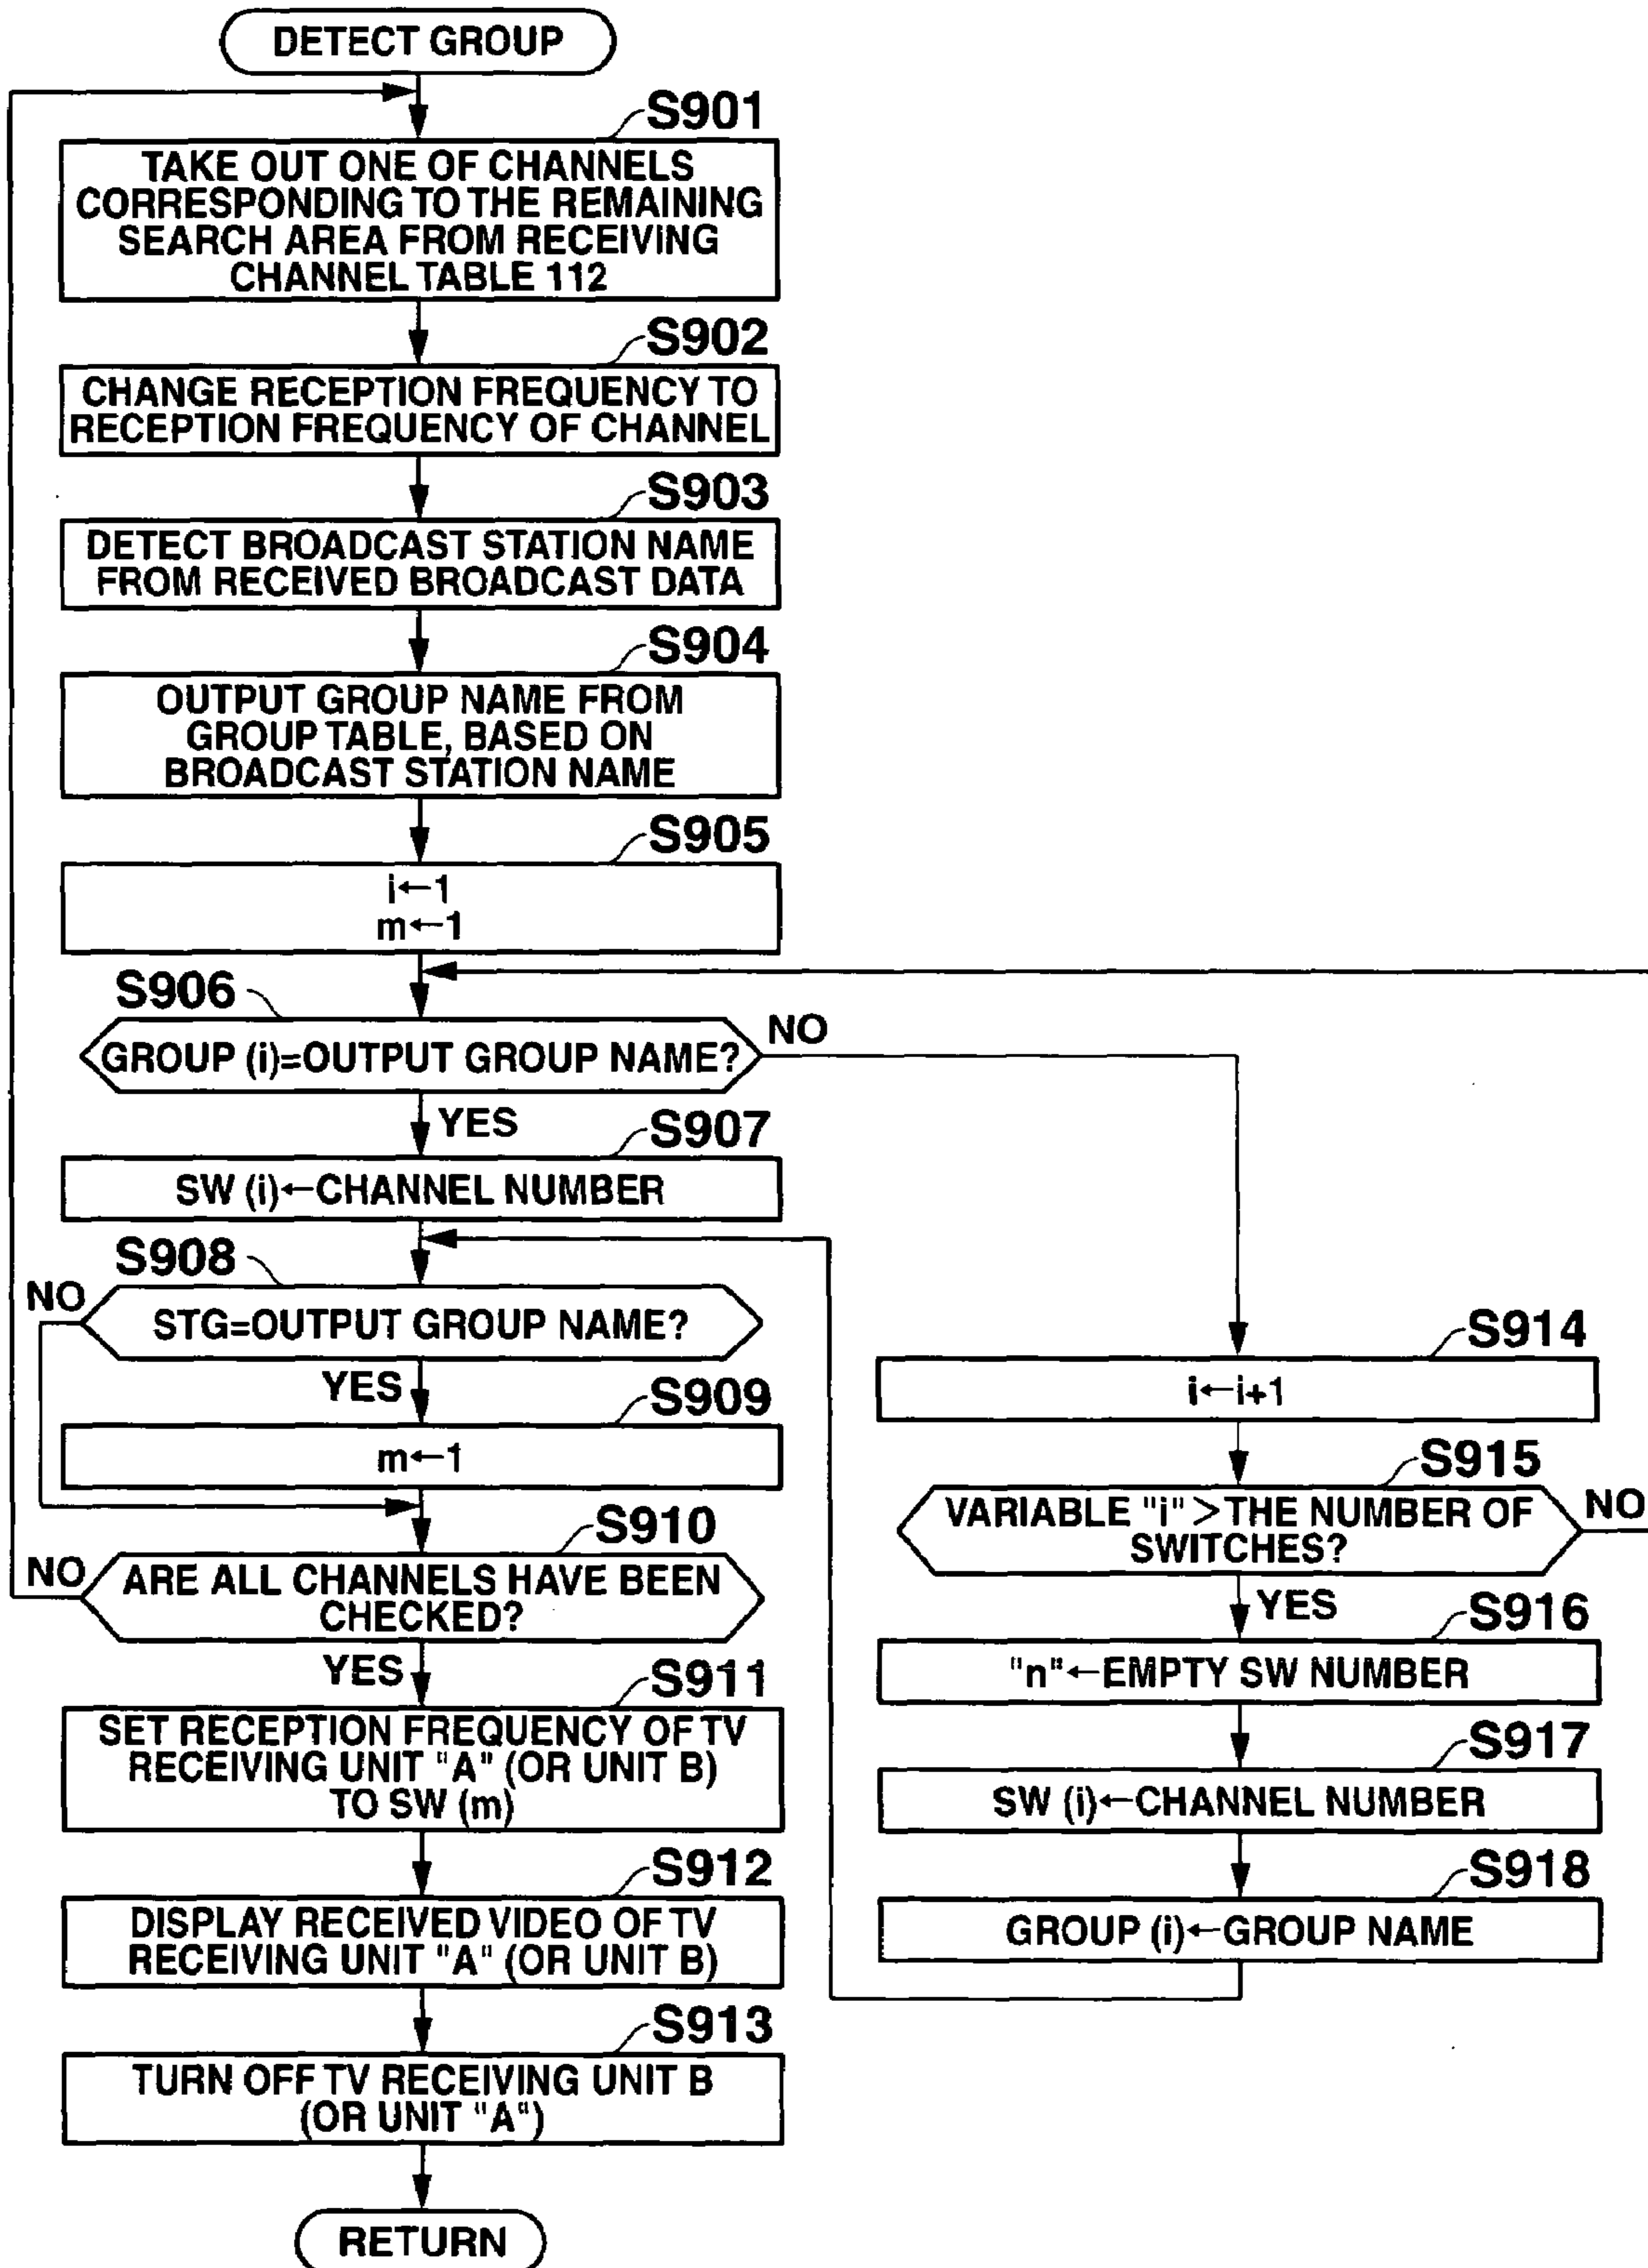 DETECT GROUP
S901
TAKE OUT ONE OF CHANNELS
CORRESPONDING TO THE REMAINING
SEARCH AREA FROM RECEIVING
CHANNEL TABLE 112
S902
CHANGE RECEPTION FREQUENCY TO
RECEPTION FREQUENCY OF CHANNEL
S903
DETECT BROADCAST STATION NAME
FROM RECEIVED BROADCAST DATA
S904
OUTPUT GROUP NAME FROM
GROUP TABLE, BASED ON
BROADCAST STATION NAME
S905
i←1
m←1
S906
GROUP (i)=OUTPUT GROUP NAME?
NO
YES
S907
SW (i)←CHANNEL NUMBER
S908
NO
STG=OUTPUT GROUP NAME?
YES
S909
m←1
S910
NO
ARE ALL CHANNELS HAVE BEEN
CHECKED?
YES
S911
SET RECEPTION FREQUENCY OF TV
RECEIVING UNIT "A" (OR UNIT B)
TO SW (m)
S912
DISPLAY RECEIVED VIDEO OF TV
RECEIVING UNIT "A" (OR UNIT B)
S913
TURN OFF TV RECEIVING UNIT B
(OR UNIT "A")
RETURN
S914
i←i+1
S915
VARIABLE "i" >THE NUMBER OF
SWITCHES?
NO
YES
S916
"n"←EMPTY SW NUMBER
S917
SW (i)←CHANNEL NUMBER
S918
GROUP (i)←GROUP NAME